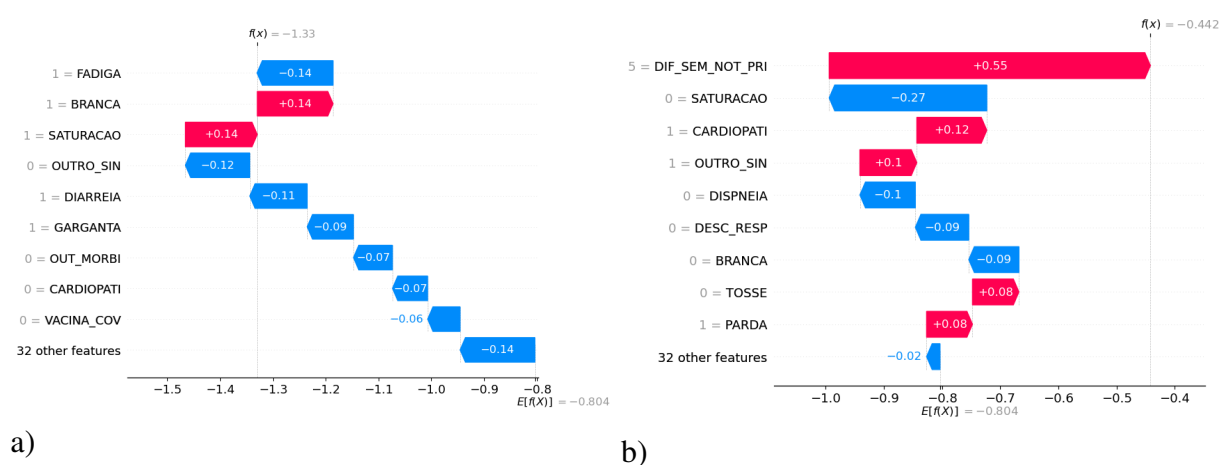 f(x) = −1.33
1 = FADIGA
−0.14
1 = BRANCA
+0.14
1 = SATURACAO
+0.14
0 = OUTRO_SIN
−0.12
1 = DIARREIA
−0.11
1 = GARGANTA
−0.09
0 = OUT_MORBI
−0.07
0 = CARDIOPATI
−0.07
0 = VACINA_COV
−0.06
32 other features
−0.14
−1.5 −1.4 −1.3 −1.2 −1.1 −1.0 −0.9 −0.8
E[f(X)] = −0.804
a)
f(x) = −0.442
5 = DIF_SEM_NOT_PRI
+0.55
0 = SATURACAO
−0.27
1 = CARDIOPATI
+0.12
1 = OUTRO_SIN
+0.1
0 = DISPNEIA
−0.1
0 = DESC_RESP
−0.09
0 = BRANCA
−0.09
0 = TOSSE
+0.08
1 = PARDA
+0.08
32 other features
−0.02
−1.0 −0.9 −0.8 −0.7 −0.6 −0.5 −0.4
E[f(X)] = −0.804
b)